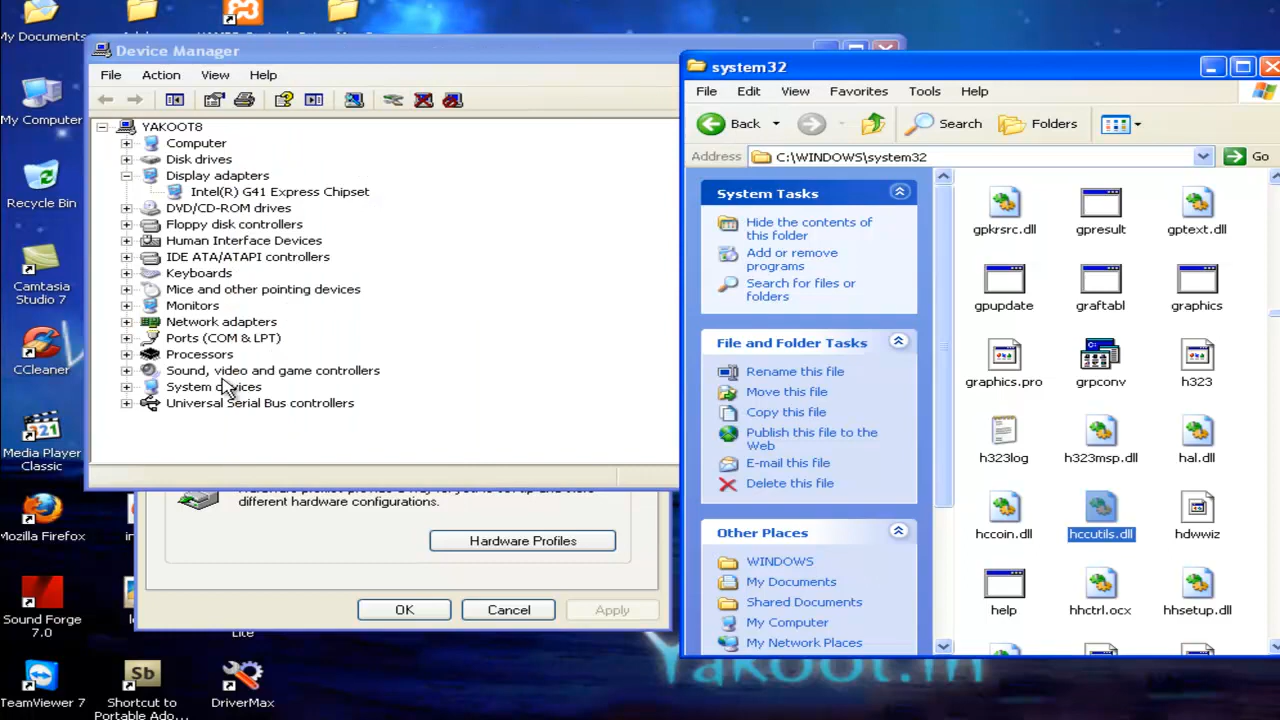 My Documents
My Computer
Recycle Bin
Camtasia
Studio 7
CCleaner
Media Player
Classic
Mozilla Firefox
Sound Forge
7.0
TeamViewer 7
Shortcut to
Portable Ado...
DriverMax
Lite
Device Manager
File Action View Help
YAKOOT8
Computer
Disk drives
Display adapters
Intel(R) G41 Express Chipset
DVD/CD-ROM drives
Floppy disk controllers
Human Interface Devices
IDE ATA/ATAPI controllers
Keyboards
Mice and other pointing devices
Monitors
Network adapters
Ports (COM & LPT)
Processors
Sound, video and game controllers
System devices
Universal Serial Bus controllers
different hardware configurations.
Hardware Profiles
OK Cancel Apply
system32
File Edit View Favorites Tools Help
Back Search Folders
Address C:\WINDOWS\system32 Go
System Tasks
Hide the contents of
this folder
Add or remove
programs
Search for files or
folders
File and Folder Tasks
Rename this file
Move this file
Copy this file
Publish this file to the
Web
E-mail this file
Delete this file
Other Places
WINDOWS
My Documents
Shared Documents
My Computer
My Network Places
gpkrsrc.dll gpresult gptext.dll
gpupdate graftabl graphics
graphics.pro grpconv h323
h323log h323msp.dll hal.dll
hccoin.dll hccutils.dll hdwwiz
help hhctrl.ocx hhsetup.dll
Yakoot.in